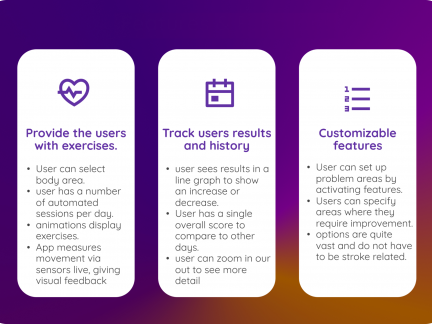 Provide the users
with exercises.
• User can select
body area.
• user has a number
of automated
sessions per day.
• animations display
exercises.
• App measures
movement via
sensors live, giving
visual feedback
Track users results
and history
• user sees results in a
line graph to show
an increase or
decrease.
• User has a single
overall score to
compare to other
days.
• user can zoom in our
out to see more
detail
1
2
3
Customizable
features
• User can set up
problem areas by
activating features.
• Users can specify
areas where they
require improvement.
• options are quite
vast and do not have
to be stroke related.